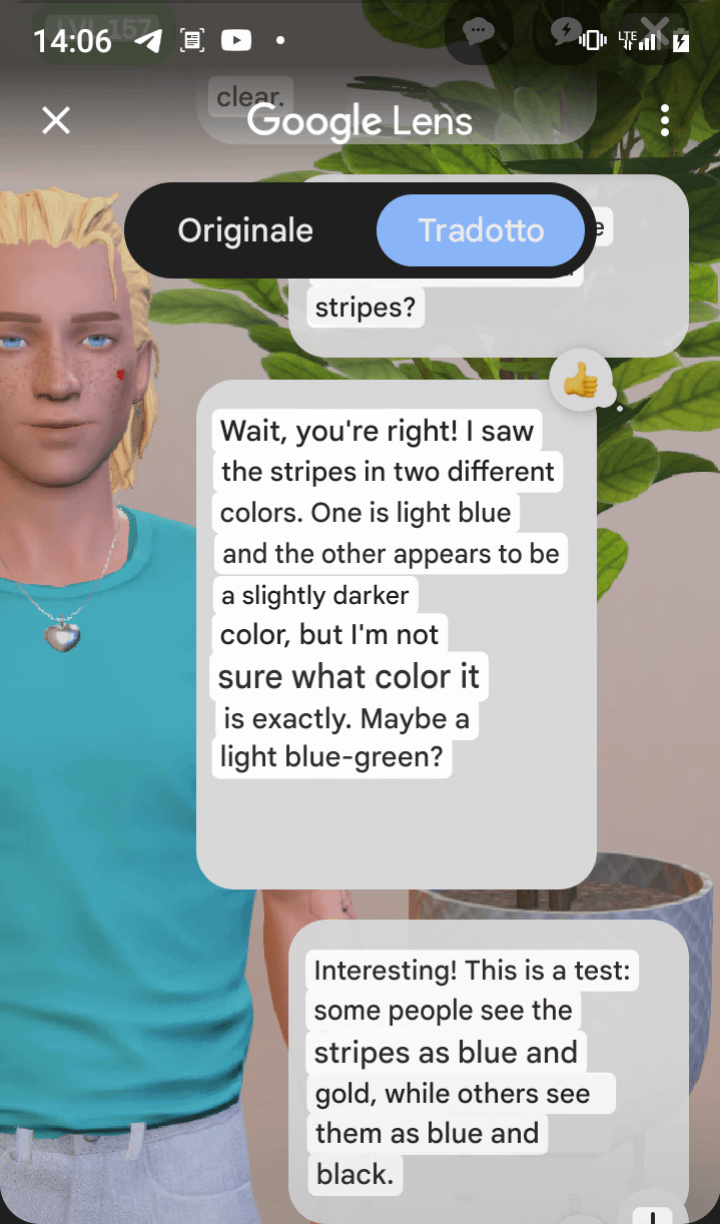 LVL 157
14:06
LTE
clear.
Google Lens
Originale
Tradotto
e
stripes?
Wait, you're right! I saw
the stripes in two different
colors. One is light blue
and the other appears to be
a slightly darker
color, but I'm not
sure what color it
is exactly. Maybe a
light blue-green?
Interesting! This is a test:
some people see the
stripes as blue and
gold, while others see
them as blue and
black.